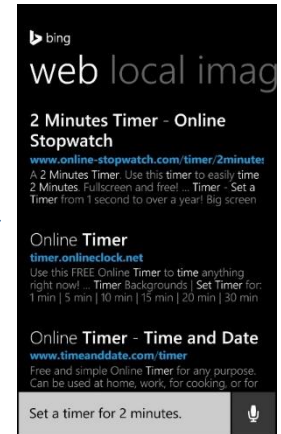 bing
web local imag
2 Minutes Timer - Online
Stopwatch
www.online-stopwatch.com/timer/2minutes
A 2 Minutes Timer. Use this timer to easily time
2 Minutes. Fullscreen and free! ... Timer - Set a
Timer from 1 second to over a year! Big screen
Online Timer
timer.onlineclock.net
Use this FREE Online Timer to time anything
right now! ... Timer Backgrounds | Set Timer for:
1 min | 5 min | 10 min | 15 min | 20 min | 30 min
Online Timer - Time and Date
www.timeanddate.com/timer
Free and simple Online Timer for any purpose.
Can be used at home, work, for cooking, or for
Set a timer for 2 minutes.